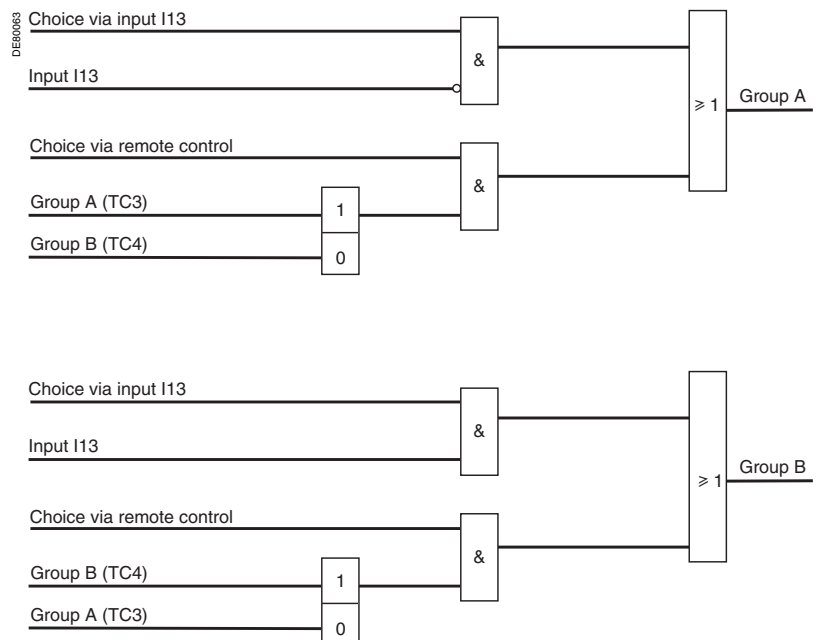 DE80063
Choice via input I13
&
Input I13
Group A
≥ 1
Choice via remote control
&
Group A (TC3)
1
Group B (TC4)
0
Choice via input I13
&
Input I13
Group B
≥ 1
Choice via remote control
&
Group B (TC4)
1
Group A (TC3)
0